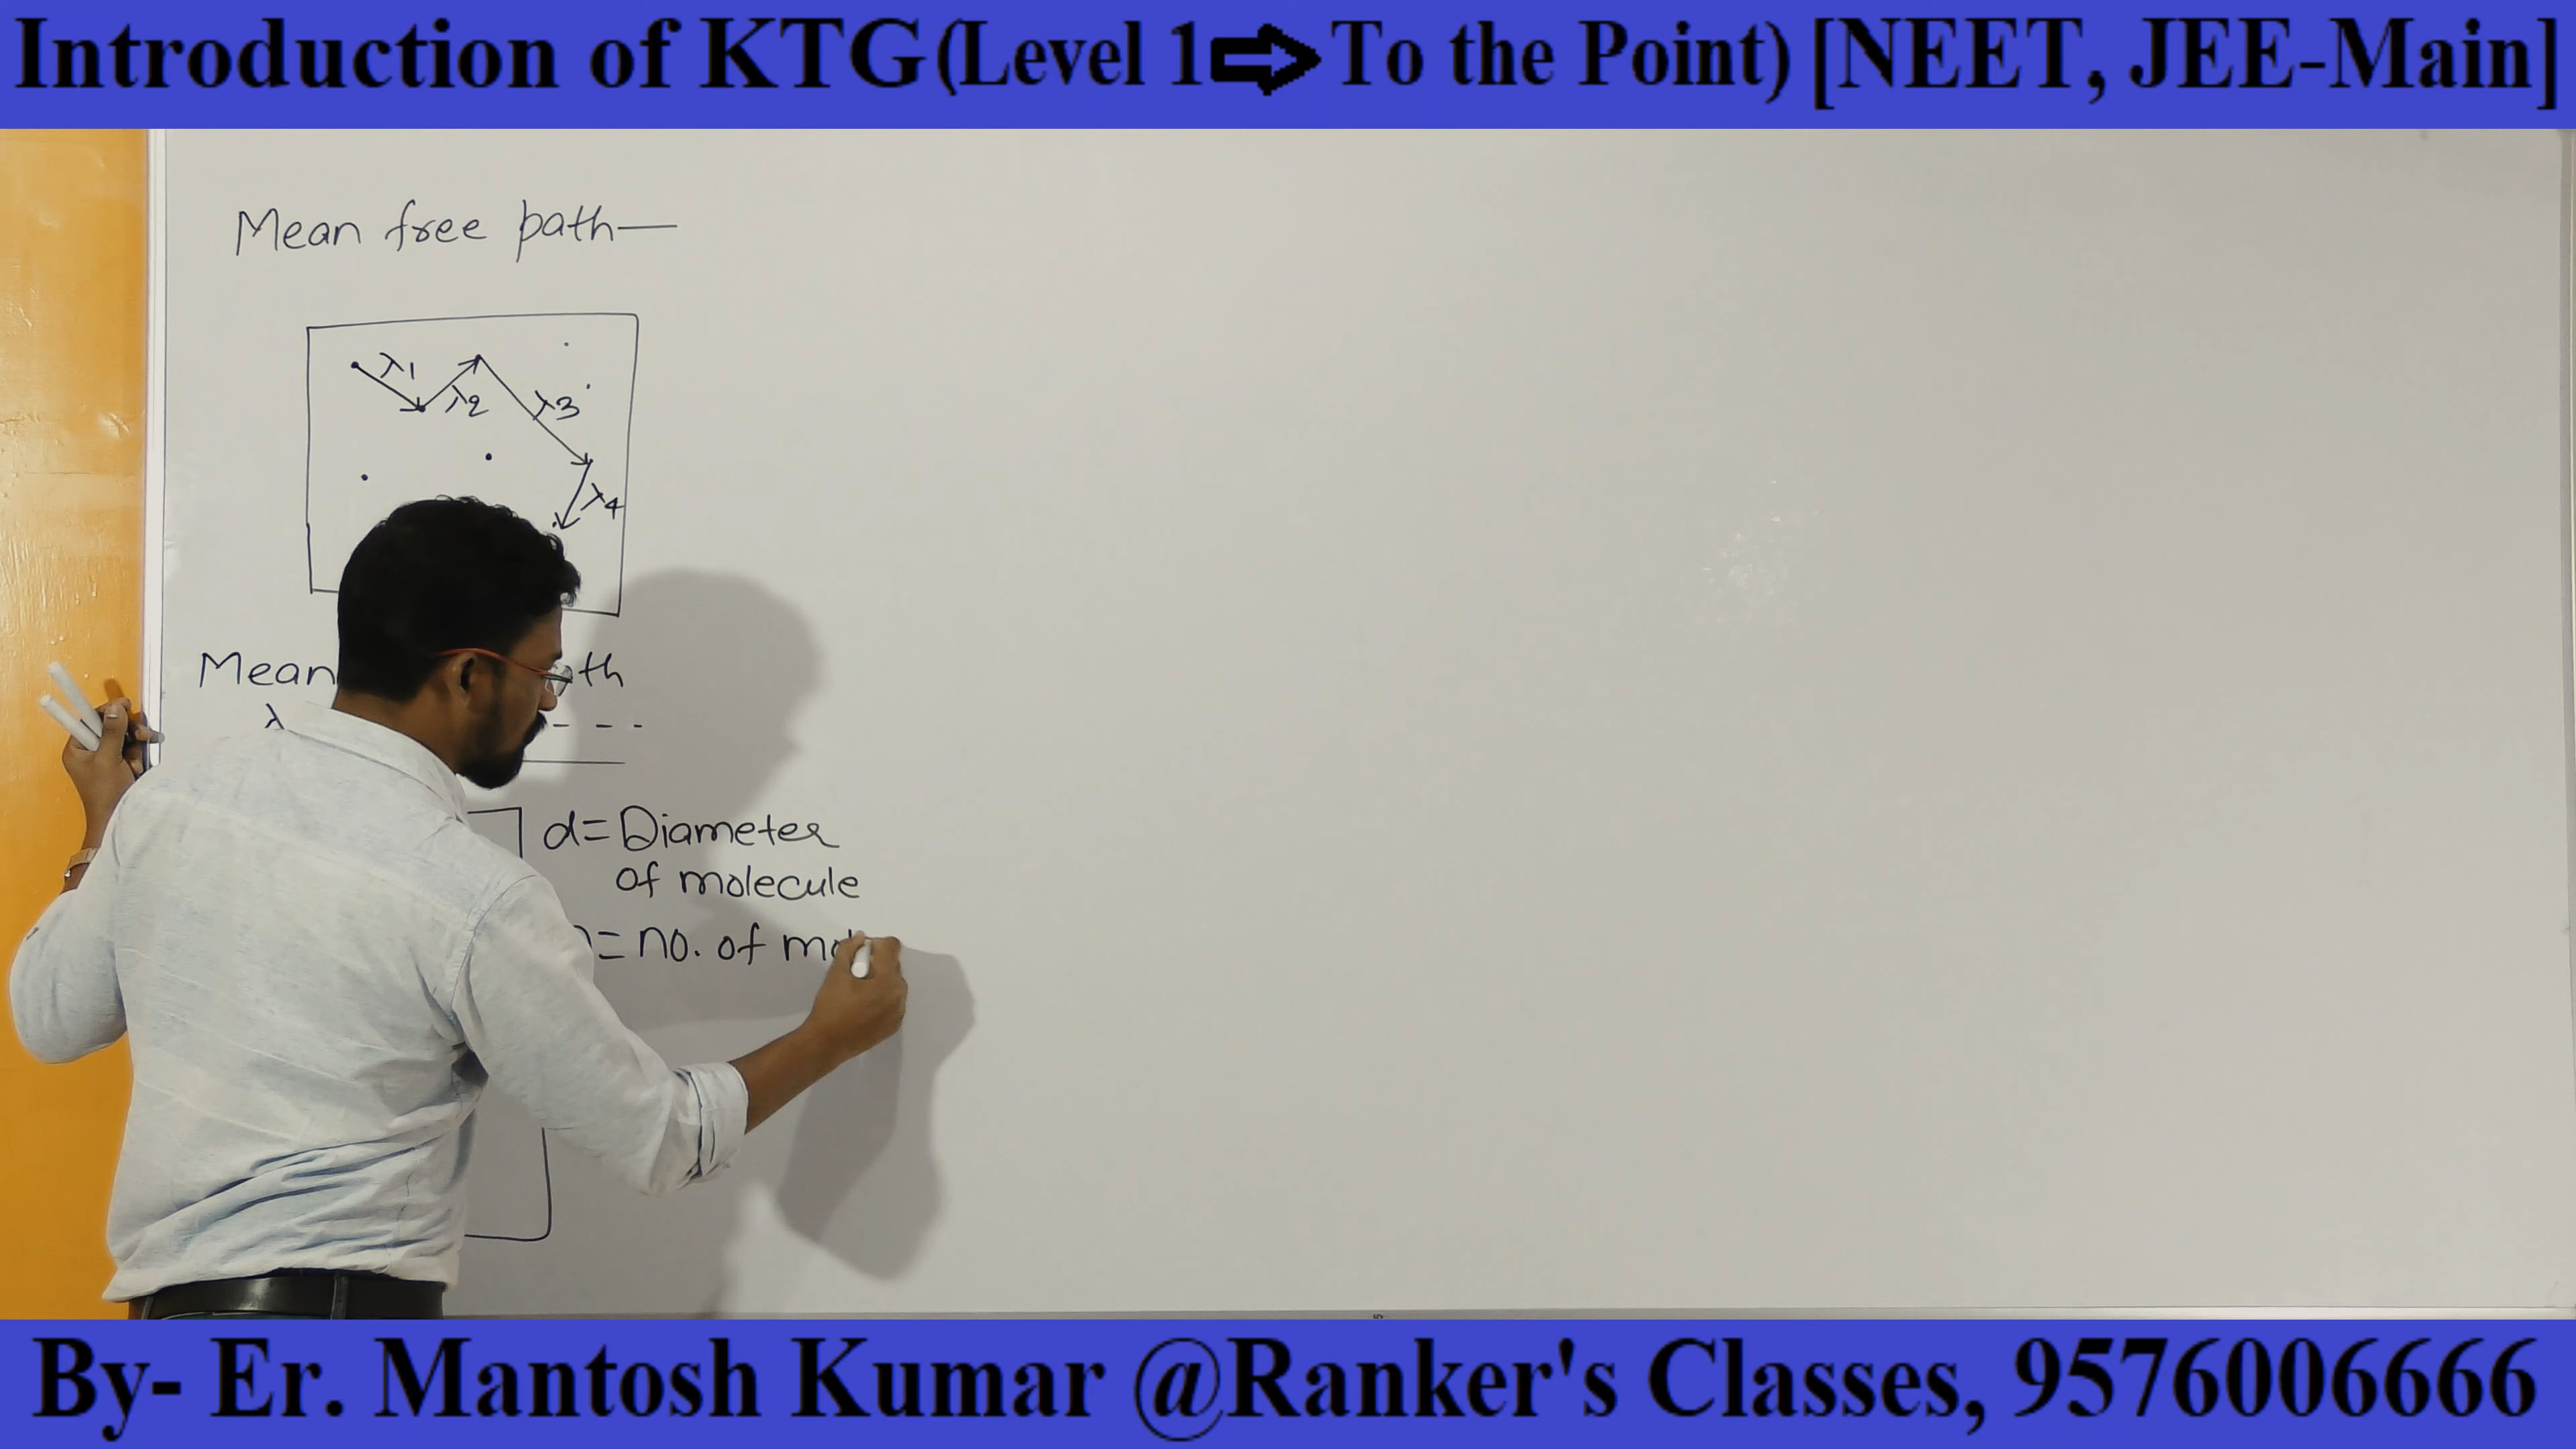 Introduction of KTG (Level 1⇨To the Point) [NEET, JEE-Main]
Mean free path—
λ1
λ2
λ3
λ4
Mean
λ - - -
d=Diameter
of molecule
= no. of
By- Er. Mantosh Kumar @Ranker's Classes, 9576006666